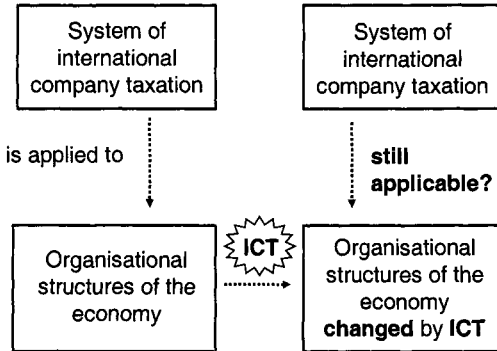 System of
international
company taxation
System of
international
company taxation
is applied to
still
applicable?
Organisational
structures of the
economy
ICT
Organisational
structures of the
economy
changed by ICT